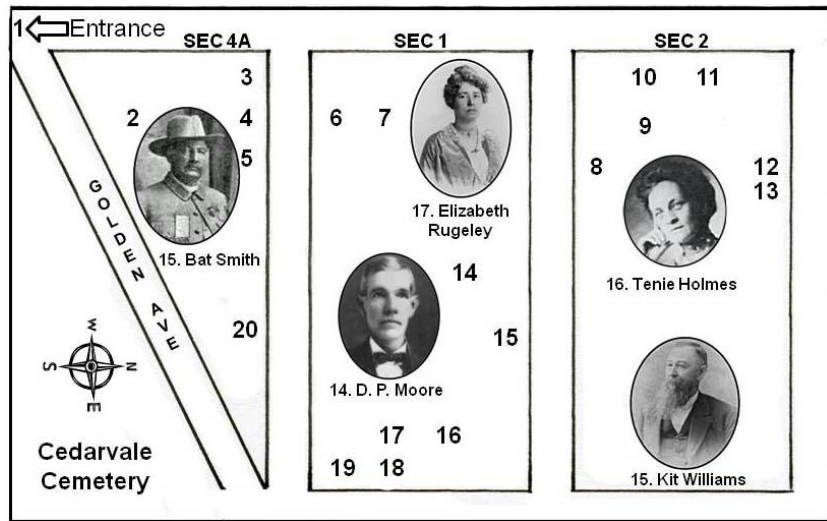 1 Entrance
SEC 4A
SEC 1
SEC 2
3
2
4
5
15. Bat Smith
20
GOLDEN AVE
W
S
N
E
Cedarvale
Cemetery
6
7
17. Elizabeth
Rugeley
14
14. D. P. Moore
15
17
16
19
18
10
11
9
8
12
13
16. Tenie Holmes
15. Kit Williams